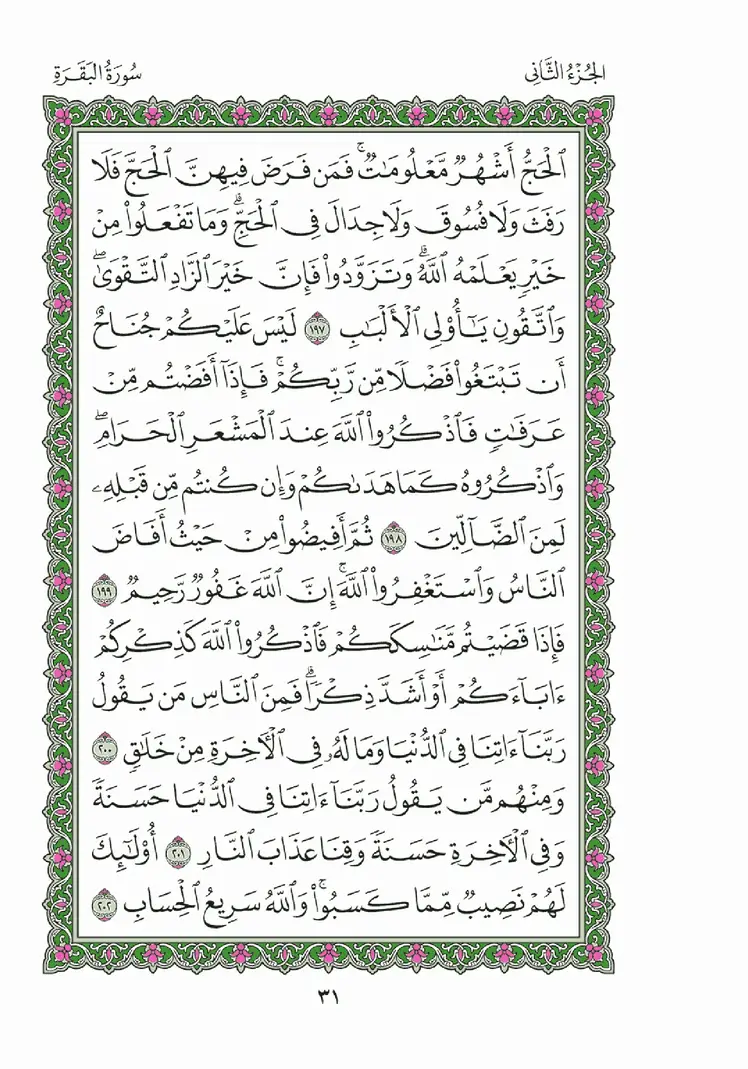 الجُزْءُ الثَّانِي
سُورَةُ البَقَرَةِ
ٱلْحَجُّ أَشْهُرٌ مَّعْلُومَٰتٌ ۚ فَمَن فَرَضَ فِيهِنَّ ٱلْحَجَّ فَلَا
رَفَثَ وَلَا فُسُوقَ وَلَا جِدَالَ فِى ٱلْحَجِّ ۗ وَمَا تَفْعَلُوا۟ مِنْ
خَيْرٍ يَعْلَمْهُ ٱللَّهُ ۗ وَتَزَوَّدُوا۟ فَإِنَّ خَيْرَ ٱلزَّادِ ٱلتَّقْوَىٰ ۖ
وَٱتَّقُونِ يَٰٓأُو۟لِى ٱلْأَلْبَٰبِ ١٩٧ لَيْسَ عَلَيْكُمْ جُنَاحٌ
أَن تَبْتَغُوا۟ فَضْلًا مِّن رَّبِّكُمْ ۚ فَإِذَآ أَفَضْتُم مِّنْ
عَرَفَٰتٍ فَٱذْكُرُوا۟ ٱللَّهَ عِندَ ٱلْمَشْعَرِ ٱلْحَرَامِ ۖ
وَٱذْكُرُوهُ كَمَا هَدَىٰكُمْ وَإِن كُنتُم مِّن قَبْلِهِۦ
لَمِنَ ٱلضَّآلِّينَ ١٩٨ ثُمَّ أَفِيضُوا۟ مِنْ حَيْثُ أَفَاضَ
ٱلنَّاسُ وَٱسْتَغْفِرُوا۟ ٱللَّهَ ۚ إِنَّ ٱللَّهَ غَفُورٌ رَّحِيمٌ ١٩٩
فَإِذَا قَضَيْتُم مَّنَٰسِكَكُمْ فَٱذْكُرُوا۟ ٱللَّهَ كَذِكْرِكُمْ
ءَابَآءَكُمْ أَوْ أَشَدَّ ذِكْرًا ۗ فَمِنَ ٱلنَّاسِ مَن يَقُولُ
رَبَّنَآ ءَاتِنَا فِى ٱلدُّنْيَا وَمَا لَهُۥ فِى ٱلْءَاخِرَةِ مِنْ خَلَٰقٍ ٢٠٠
وَمِنْهُم مَّن يَقُولُ رَبَّنَآ ءَاتِنَا فِى ٱلدُّنْيَا حَسَنَةً
وَفِى ٱلْءَاخِرَةِ حَسَنَةً وَقِنَا عَذَابَ ٱلنَّارِ ٢٠١ أُو۟لَٰٓئِكَ
لَهُمْ نَصِيبٌ مِّمَّا كَسَبُوا۟ ۚ وَٱللَّهُ سَرِيعُ ٱلْحِسَابِ ٢٠٢
٣١